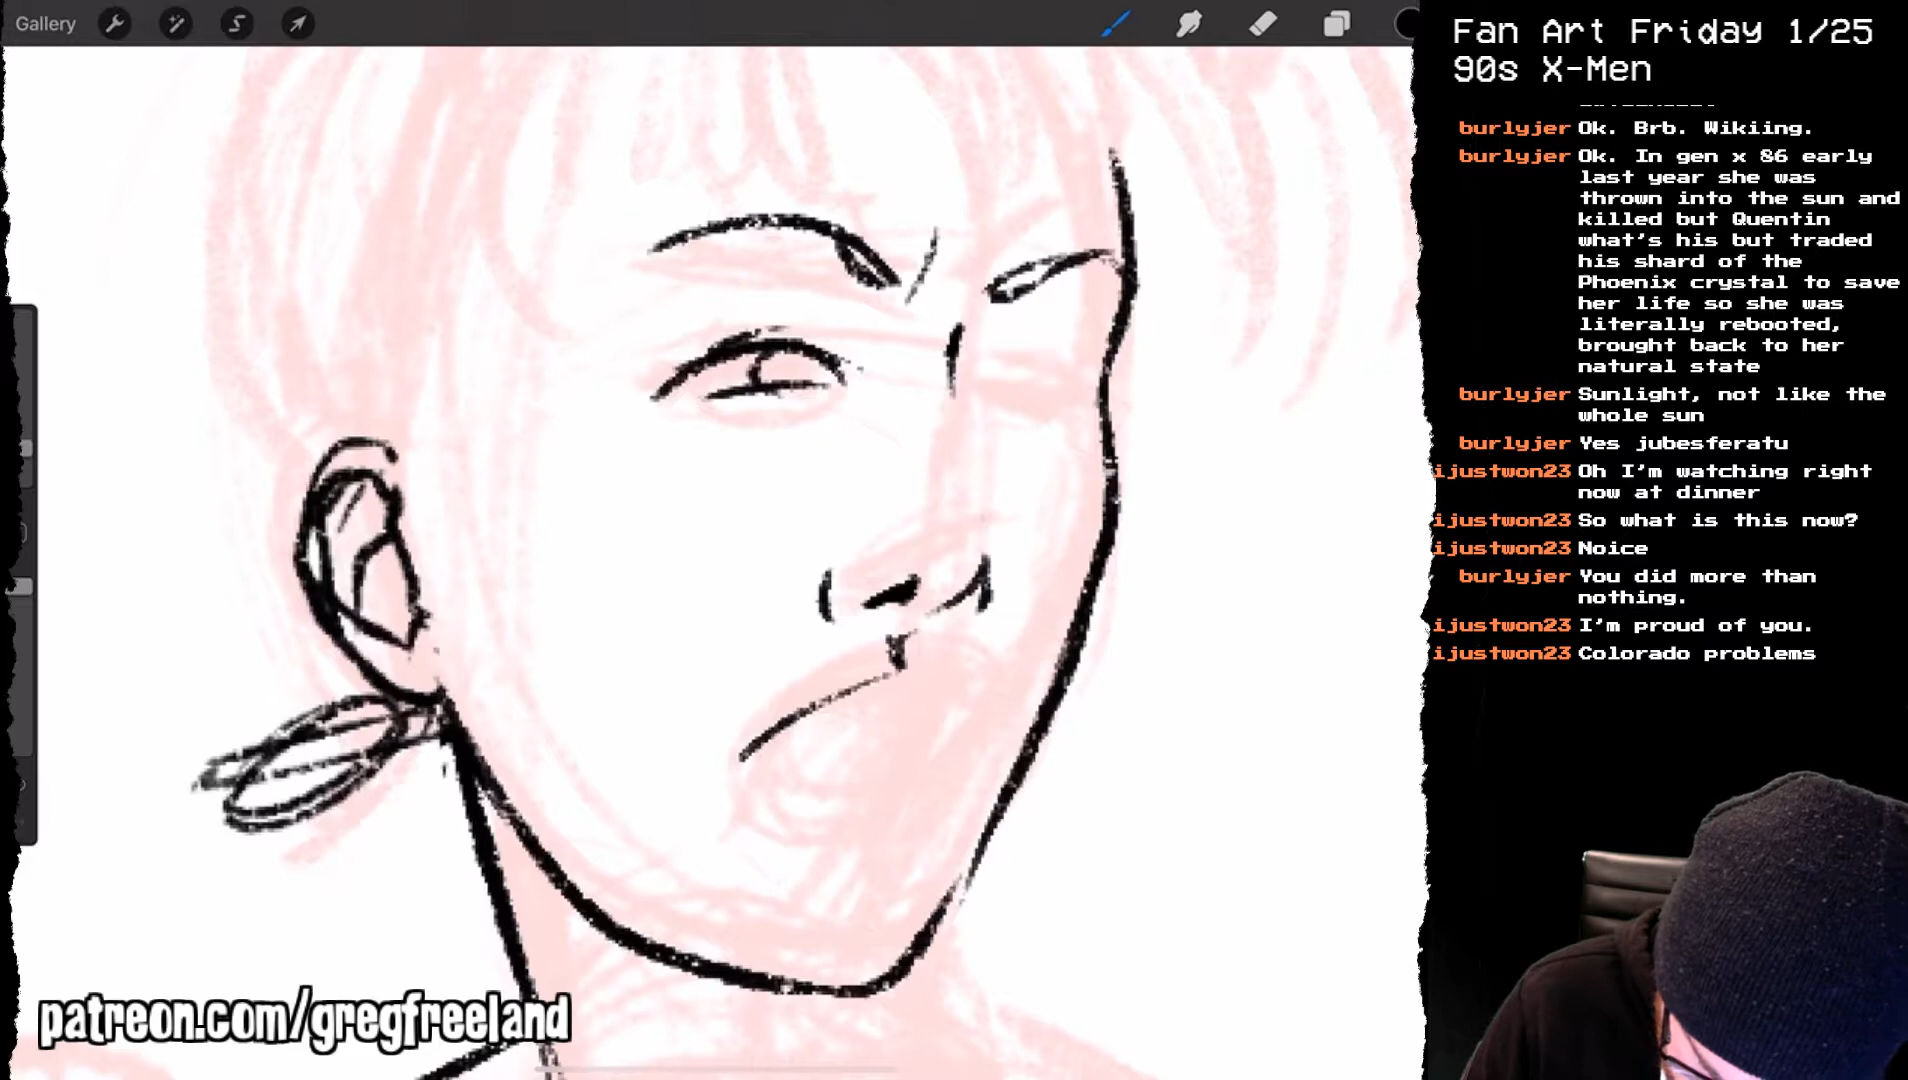 Gallery
Fan Art Friday 1/25
90s X-Men
burlyjer Ok. Brb. Wikiing.
burlyjer Ok. In gen x 86 early
last year she was
thrown into the sun and
killed but Quentin
what's his but traded
his shard of the
Phoenix crystal to save
her life so she was
literally rebooted,
brought back to her
natural state
burlyjer Sunlight, not like the
whole sun
burlyjer Yes jubesferatu
ijustwon23 Oh I'm watching right
now at dinner
ijustwon23 So what is this now?
ijustwon23 Noice
burlyjer You did more than
nothing.
ijustwon23 I'm proud of you.
ijustwon23 Colorado problems
patreon.com/gregfreeland